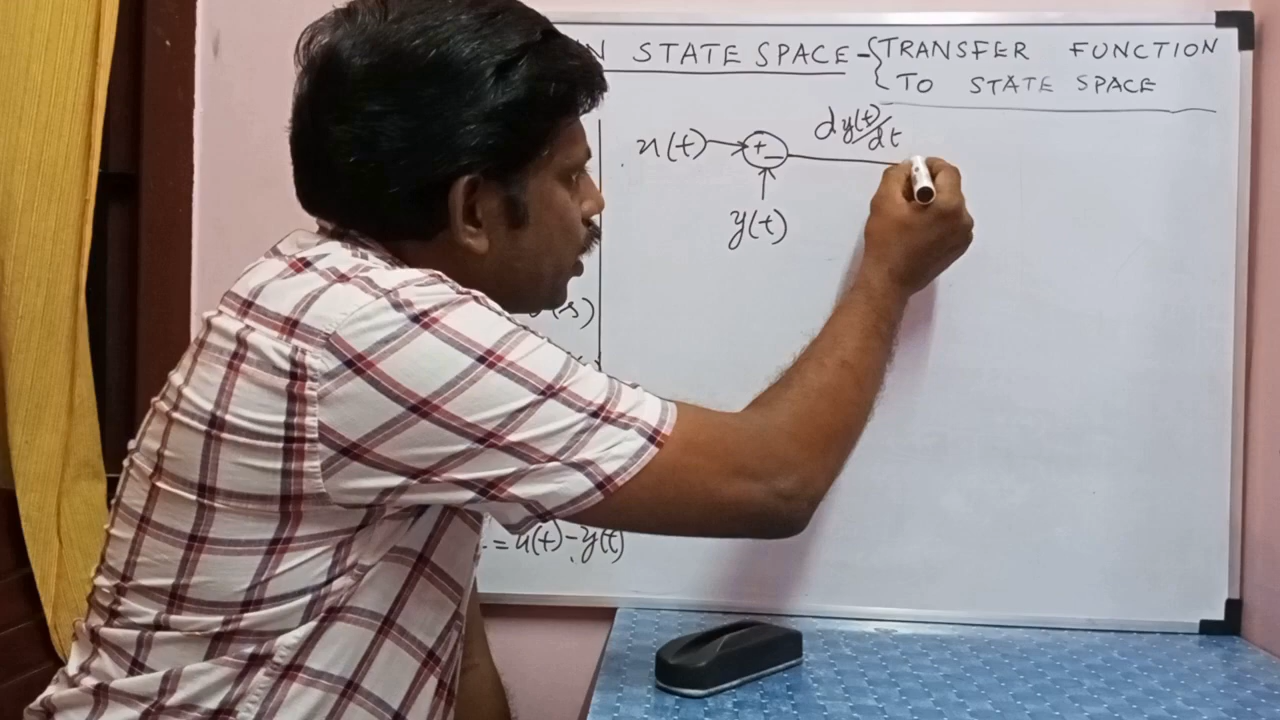 N STATE SPACE - { TRANSFER FUNCTION
TO STATE SPACE
dy(t)/dt
u(t) + -
y(t)
(s)
= u(t) - y(t)